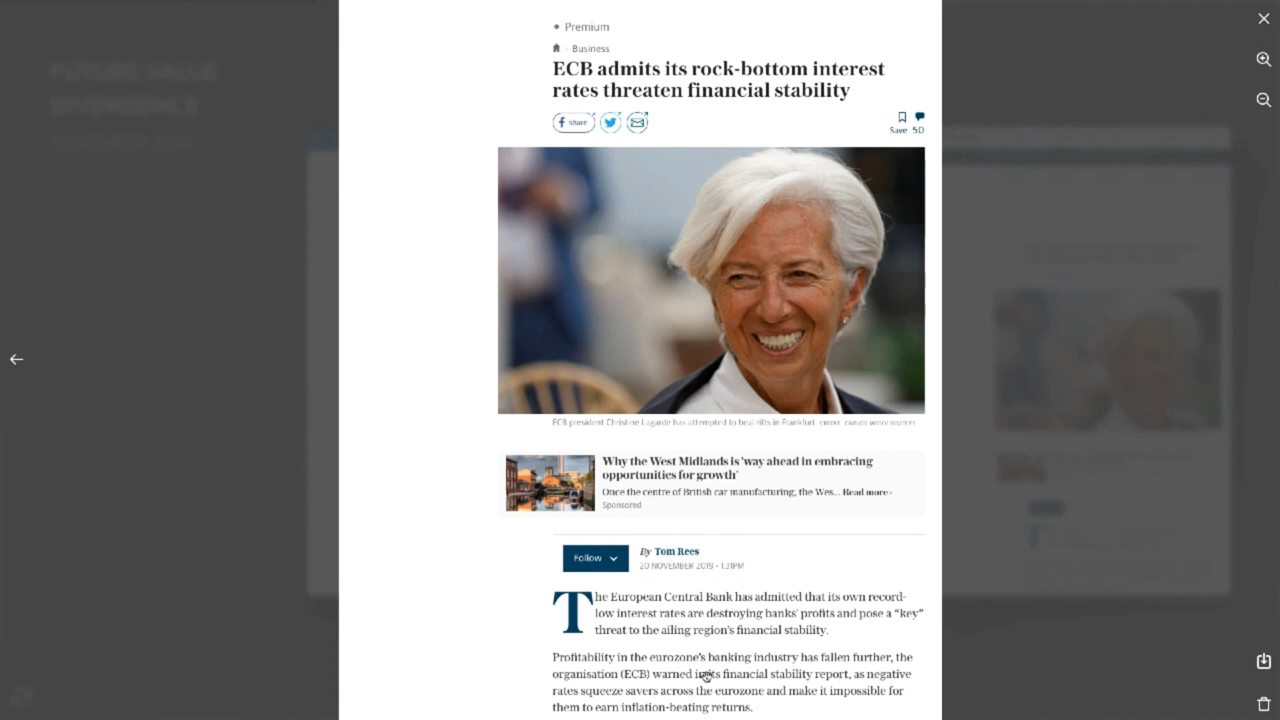 Premium
Business
ECB admits its rock-bottom interest
rates threaten financial stability
share
Save 50
ECB president Christine Lagarde has attempted to heal rifts in Frankfurt CREDIT:
Why the West Midlands is 'way ahead in embracing
opportunities for growth'
Once the centre of British car manufacturing, the Wes... Read more ›
Sponsored
Follow
By Tom Rees
20 NOVEMBER 2019 • 1:31PM
The European Central Bank has admitted that its own record-
low interest rates are destroying banks' profits and pose a “key”
threat to the ailing region's financial stability.
Profitability in the eurozone's banking industry has fallen further, the
organisation (ECB) warned in its financial stability report, as negative
rates squeeze savers across the eurozone and make it impossible for
them to earn inflation-beating returns.
FUTURE VALUE -
DIVERGENCE